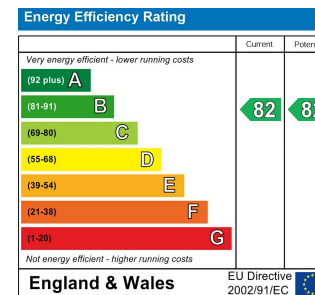 Energy Efficiency Rating
Current
Very energy efficient - lower running costs
(92 plus) A
(81-91) B 82
(69-80) C
(55-68) D
(39-54) E
(21-38) F
(1-20) G
Not energy efficient - higher running costs
England & Wales
EU Directive
2002/91/EC